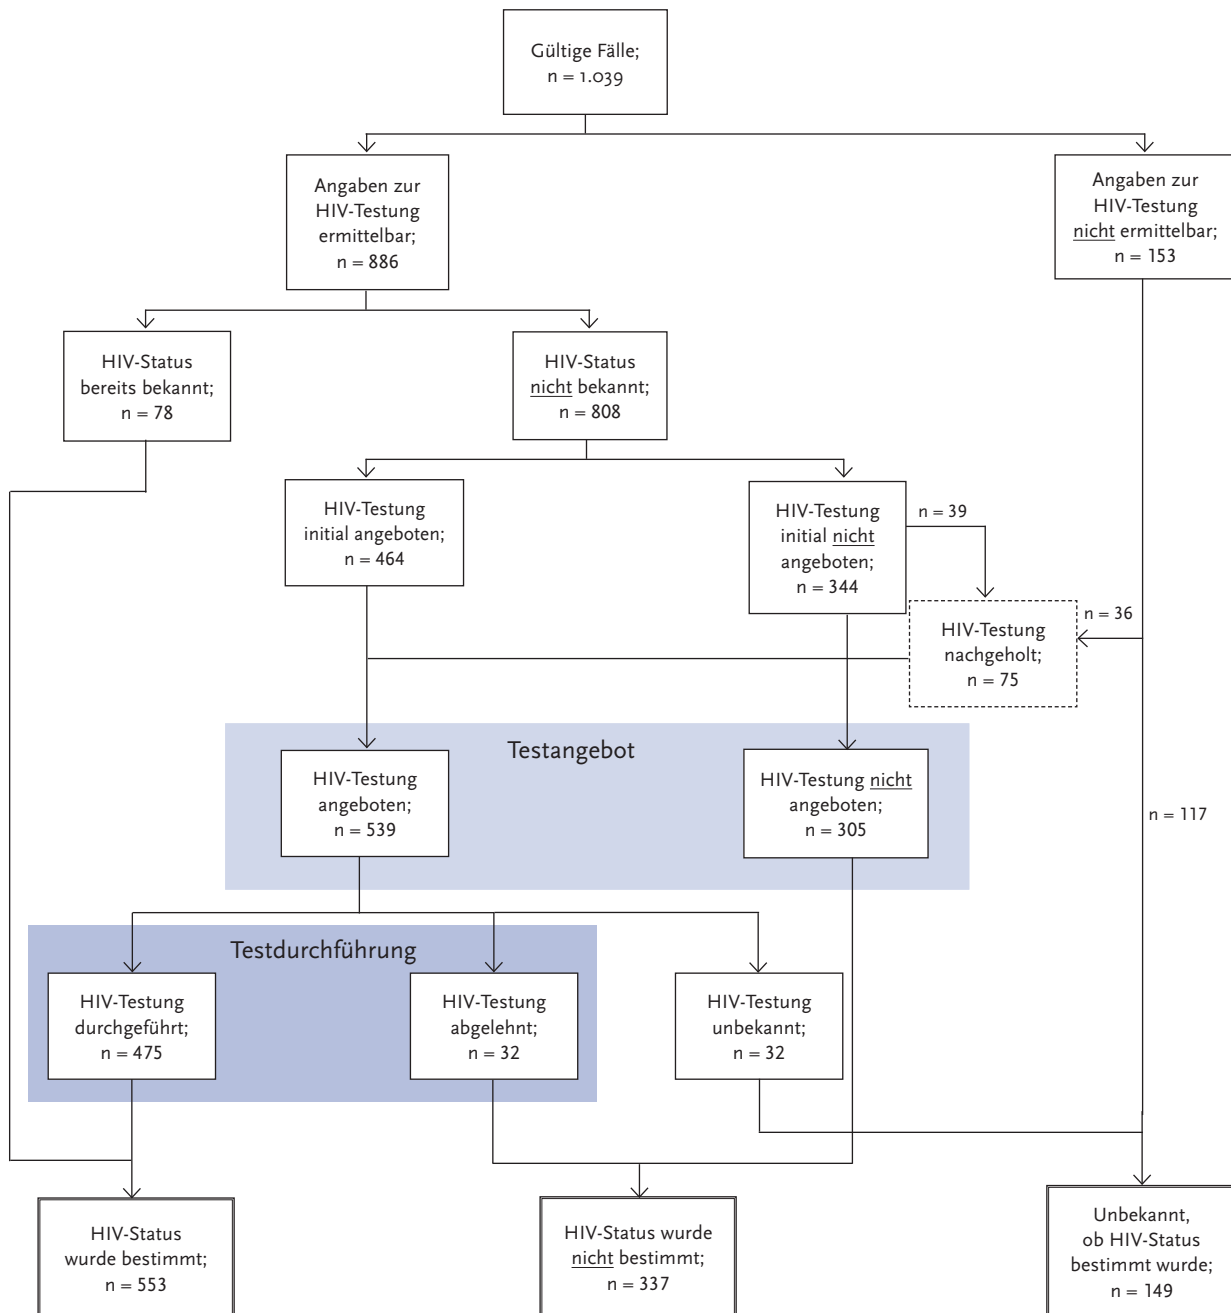 Gültige Fälle;
n = 1.039
Angaben zur
HIV-Testung
ermittelbar;
n = 886
Angaben zur
HIV-Testung
nicht ermittelbar;
n = 153
HIV-Status
bereits bekannt;
n = 78
HIV-Status
nicht bekannt;
n = 808
HIV-Testung
initial angeboten;
n = 464
HIV-Testung
initial nicht
angeboten;
n = 344
n = 39
n = 36
HIV-Testung
nachgeholt;
n = 75
Testangebot
HIV-Testung
angeboten;
n = 539
HIV-Testung nicht
angeboten;
n = 305
n = 117
Testdurchführung
HIV-Testung
durchgeführt;
n = 475
HIV-Testung
abgelehnt;
n = 32
HIV-Testung
unbekannt;
n = 32
HIV-Status
wurde bestimmt;
n = 553
HIV-Status wurde
nicht bestimmt;
n = 337
Unbekannt,
ob HIV-Status
bestimmt wurde;
n = 149